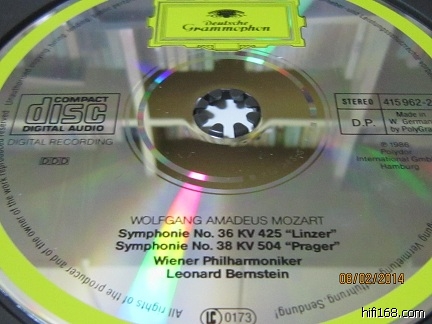 Deutsche
Grammophon
COMPACT
disc
DIGITAL AUDIO
DIGITAL RECORDING
DDD
STEREO
415 962-2
D.P.
Made in
W. Germany
by PolyGra
℗ 1986
Polydor
International GmbH
Hamburg
WOLFGANG AMADEUS MOZART
Symphonie No. 36 KV 425 "Linzer"
Symphonie No. 38 KV 504 "Prager"
Wiener Philharmoniker
Leonard Bernstein
LC 0173
All rights of the producer and of the owner of the work reproduced
08/02/2014
hifi168.com